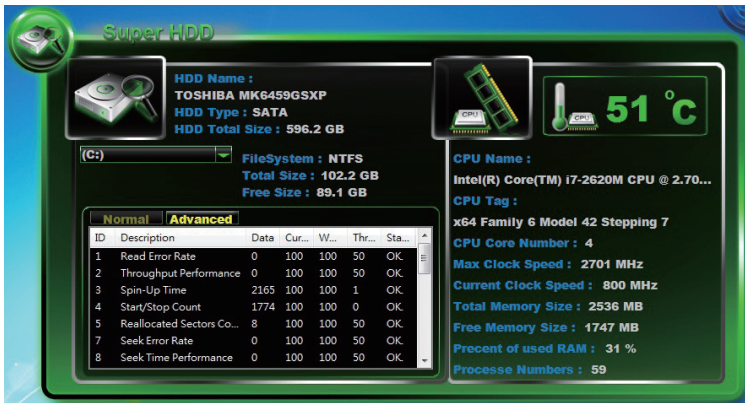 Super HDD
HDD Name :
TOSHIBA MK6459GSXP
HDD Type : SATA
HDD Total Size : 596.2 GB
(C:)
FileSystem : NTFS
Total Size : 102.2 GB
Free Size : 89.1 GB
Normal Advanced
ID Description Data Cur... W... Thr... Sta...
1 Read Error Rate 0 100 100 50 OK
2 Throughput Performance 0 100 100 50 OK
3 Spin-Up Time 2165 100 100 1 OK
4 Start/Stop Count 1774 100 100 0 OK
5 Reallocated Sectors Co... 8 100 100 50 OK
7 Seek Error Rate 0 100 100 50 OK
8 Seek Time Performance 0 100 100 50 OK
CPU
CPU
51 °C
CPU Name :
Intel(R) Core(TM) i7-2620M CPU @ 2.70...
CPU Tag :
x64 Family 6 Model 42 Stepping 7
CPU Core Number : 4
Max Clock Speed : 2701 MHz
Current Clock Speed : 800 MHz
Total Memory Size : 2536 MB
Free Memory Size : 1747 MB
Precent of used RAM : 31 %
Processe Numbers : 59